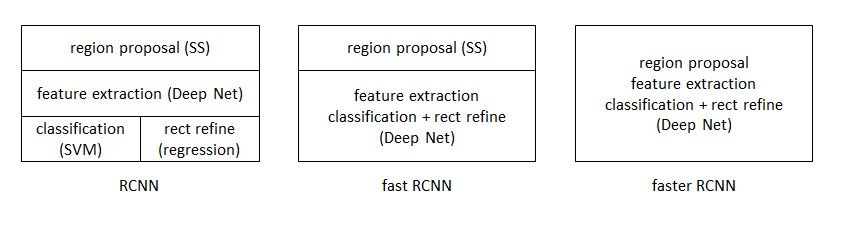 region proposal (SS)
feature extraction (Deep Net)
classification
(SVM)
rect refine
(regression)
RCNN
region proposal (SS)
feature extraction
classification + rect refine
(Deep Net)
fast RCNN
region proposal
feature extraction
classification + rect refine
(Deep Net)
faster RCNN